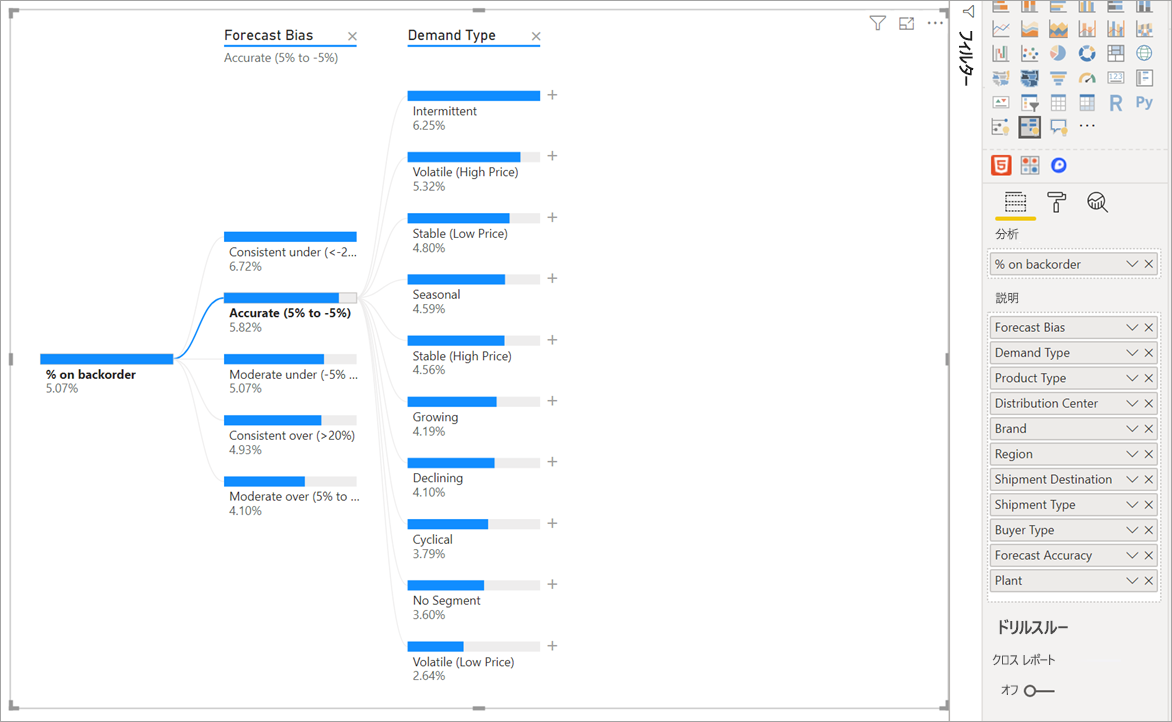 Forecast Bias
Accurate (5% to -5%)
Demand Type
% on backorder
5.07%
Consistent under (<-2...
6.72%
Accurate (5% to -5%)
5.82%
Moderate under (-5% ...
5.07%
Consistent over (>20%)
4.93%
Moderate over (5% to ...
4.10%
Intermittent
6.25%
Volatile (High Price)
5.32%
Stable (Low Price)
4.80%
Seasonal
4.59%
Stable (High Price)
4.56%
Growing
4.19%
Declining
4.10%
Cyclical
3.79%
No Segment
3.60%
Volatile (Low Price)
2.64%
フィルター
123
R
Py
5
分析
% on backorder
説明
Forecast Bias
Demand Type
Product Type
Distribution Center
Brand
Region
Shipment Destination
Shipment Type
Buyer Type
Forecast Accuracy
Plant
ドリルスルー
クロス レポート
オフ